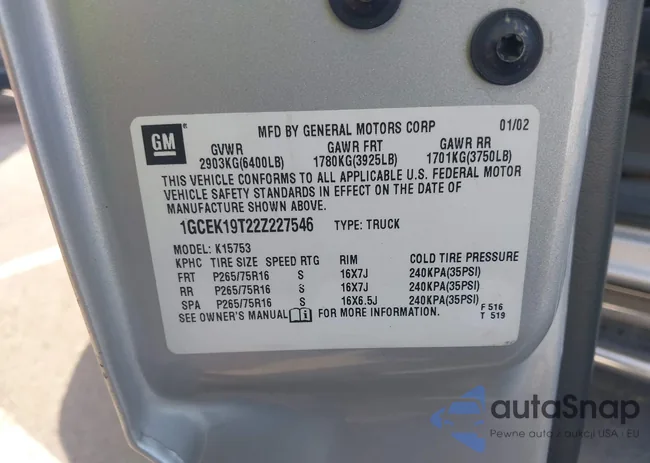 GM
MFD BY GENERAL MOTORS CORP 01/02
GVWR GAWR FRT GAWR RR
2903KG(6400LB) 1780KG(3925LB) 1701KG(3750LB)
THIS VEHICLE CONFORMS TO ALL APPLICABLE U.S. FEDERAL MOTOR
VEHICLE SAFETY STANDARDS IN EFFECT ON THE DATE OF
MANUFACTURE SHOWN ABOVE.
1GCEK19T22Z227546 TYPE: TRUCK
MODEL: K15753
KPHC TIRE SIZE SPEED RTG RIM COLD TIRE PRESSURE
FRT P265/75R16 S 16X7J 240KPA(35PSI)
RR P265/75R16 S 16X7J 240KPA(35PSI)
SPA P265/75R16 S 16X6.5J 240KPA(35PSI)
SEE OWNER'S MANUAL i FOR MORE INFORMATION.
F 516
T 519
autoSnap
Pewne auto z aukcji USA · EU